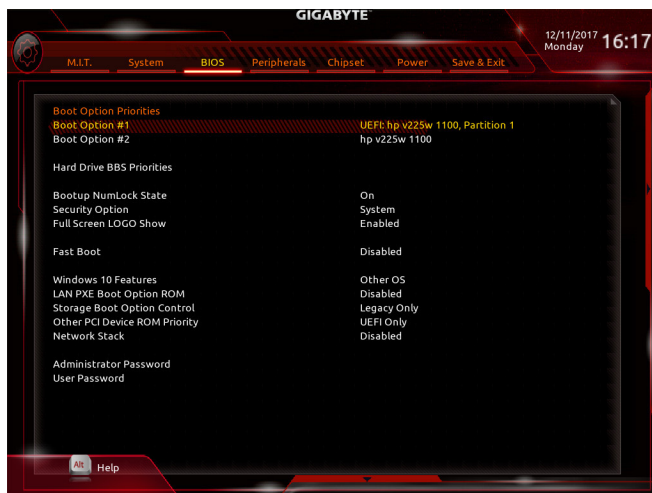 GIGABYTE™
12/11/2017 Monday 16:17
M.I.T. System BIOS Peripherals Chipset Power Save & Exit
Boot Option Priorities
Boot Option #1 UEFI: hp v225w 1100, Partition 1
Boot Option #2 hp v225w 1100
Hard Drive BBS Priorities
Bootup NumLock State On
Security Option System
Full Screen LOGO Show Enabled
Fast Boot Disabled
Windows 10 Features Other OS
LAN PXE Boot Option ROM Disabled
Storage Boot Option Control Legacy Only
Other PCI Device ROM Priority UEFI Only
Network Stack Disabled
Administrator Password
User Password
Alt Help